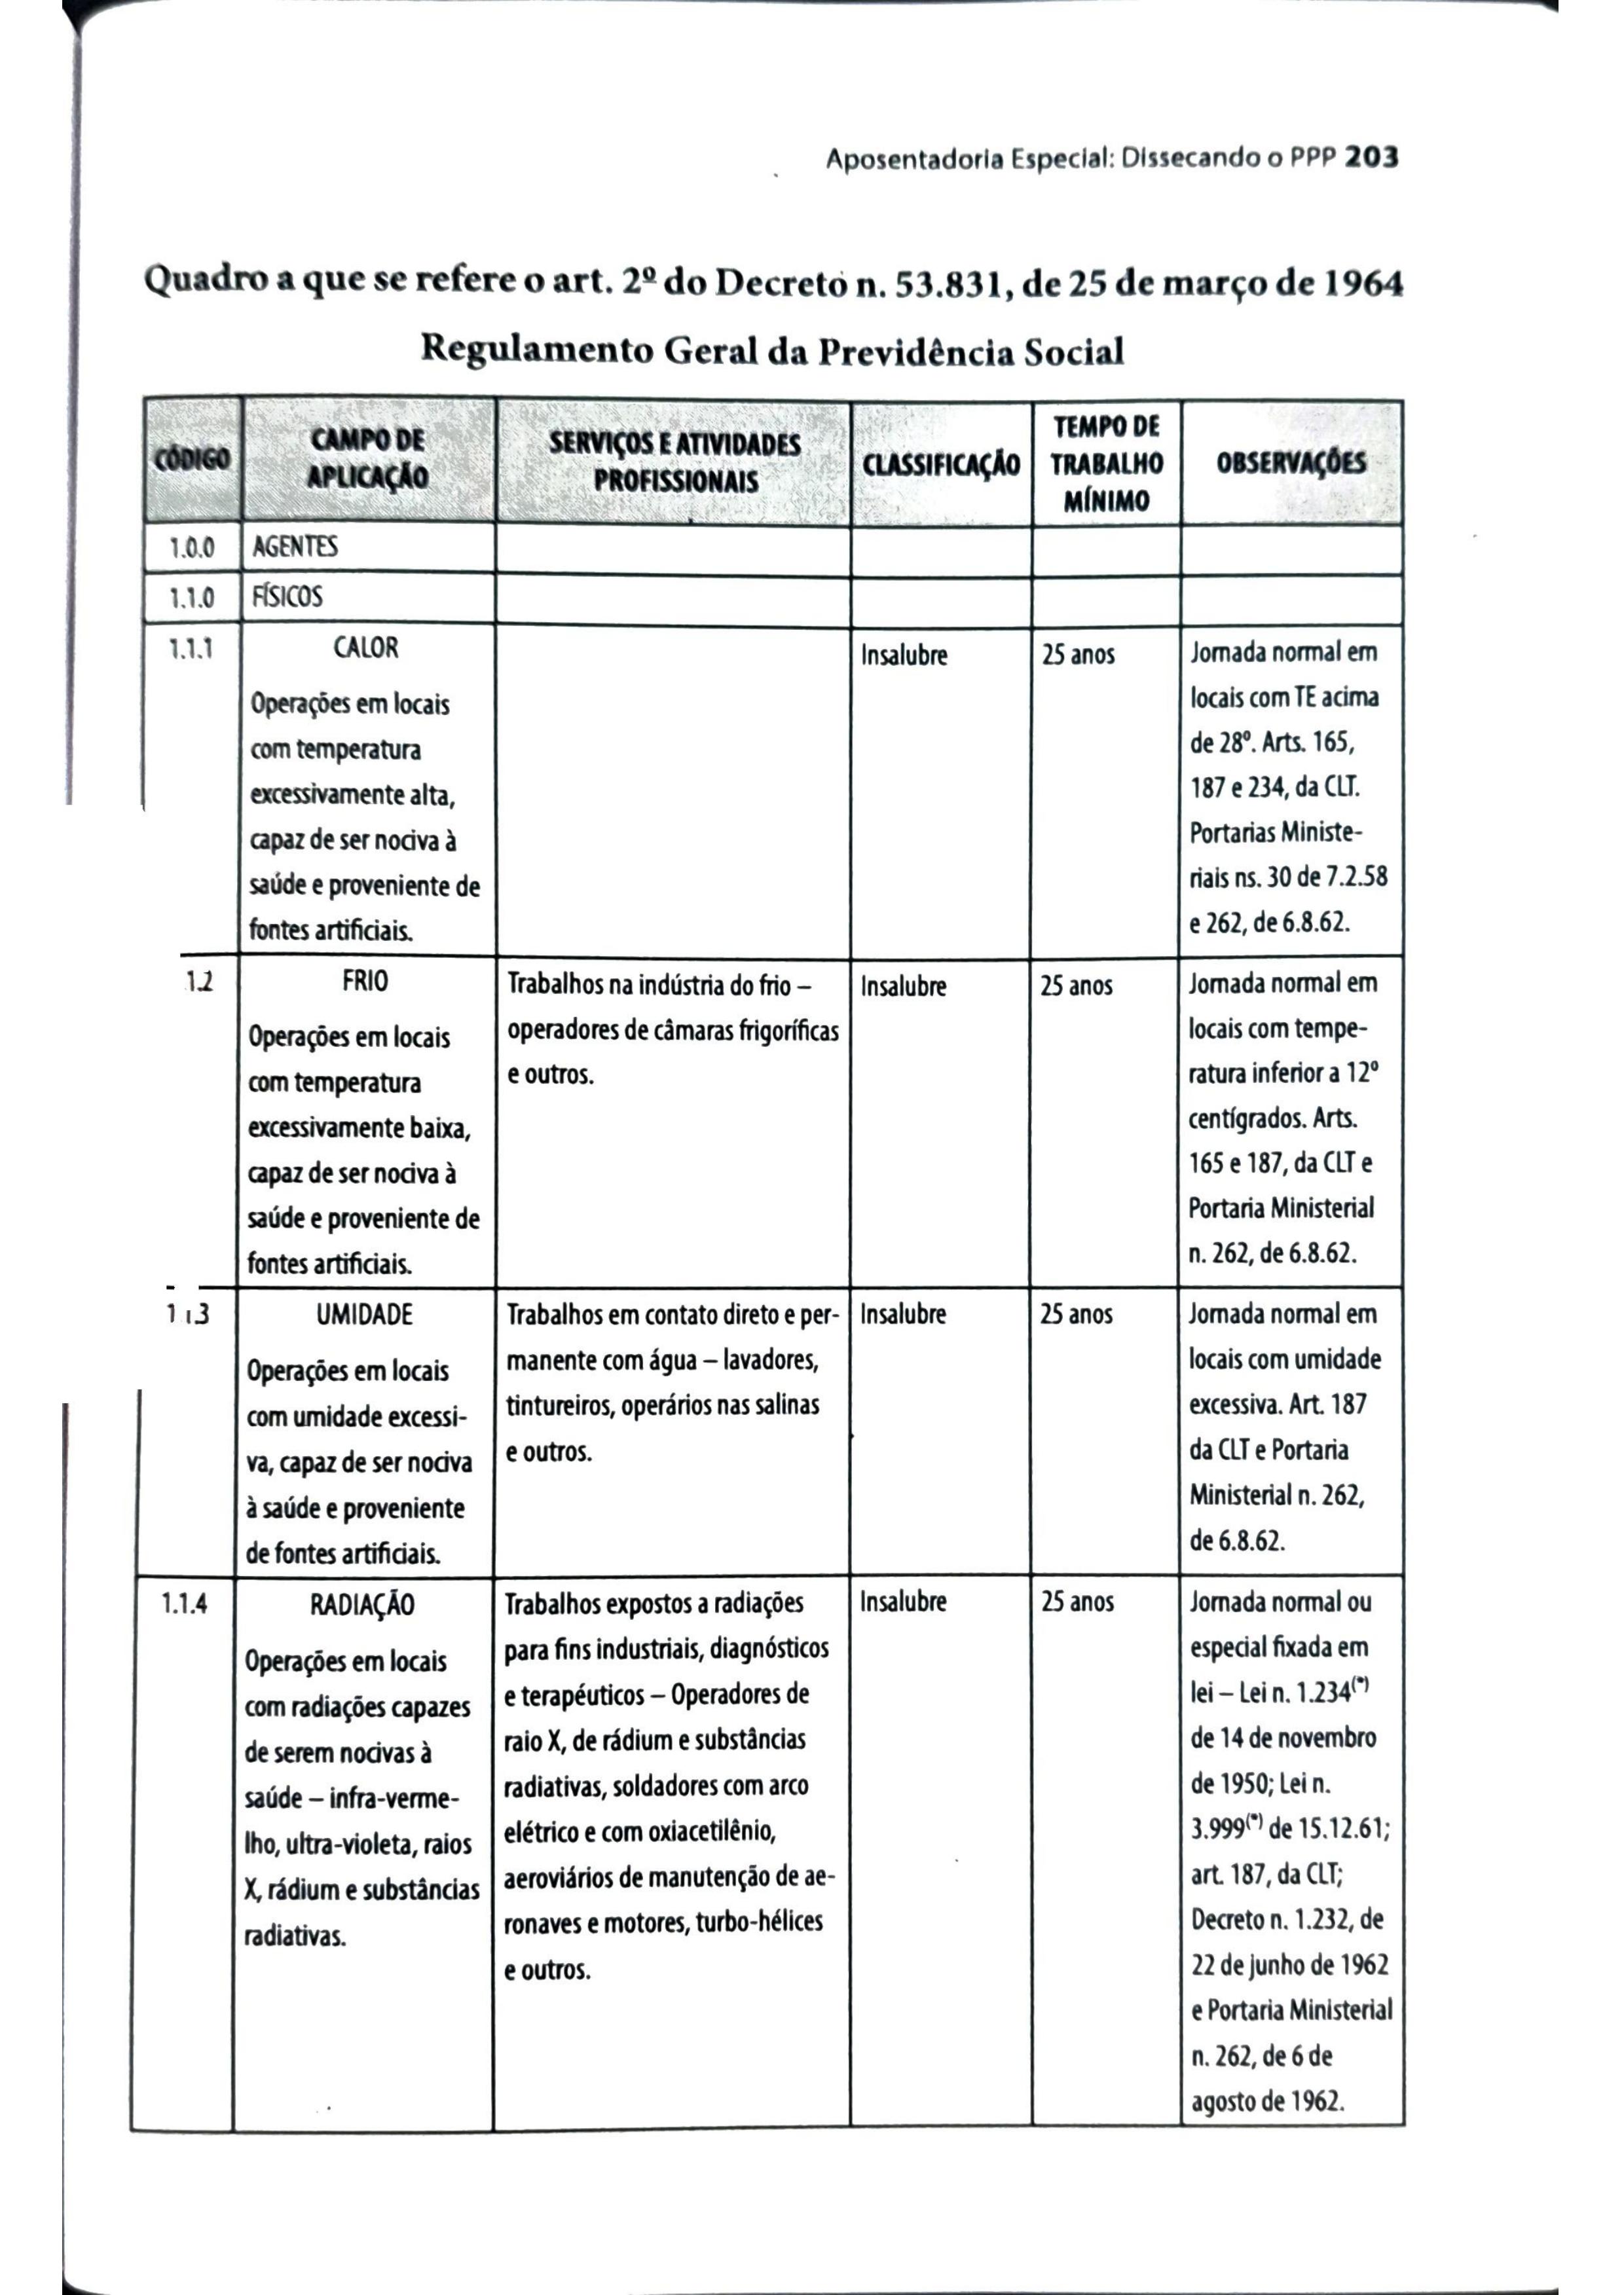 Aposentadoria Especial: Dissecando o PPP 203
Quadro a que se refere o art. 2º do Decreto n. 53.831, de 25 de março de 1964
Regulamento Geral da Previdência Social
CÓDIGO
CAMPO DE
APLICAÇÃO
SERVIÇOS E ATIVIDADES
PROFISSIONAIS
CLASSIFICAÇÃO
TEMPO DE
TRABALHO
MÍNIMO
OBSERVAÇÕES
1.0.0
AGENTES
1.1.0
FÍSICOS
1.1.1
CALOR
Operações em locais
com temperatura
excessivamente alta,
capaz de ser nociva à
saúde e proveniente de
fontes artificiais.
Insalubre
25 anos
Jornada normal em
locais com TE acima
de 28º. Arts. 165,
187 e 234, da CLT.
Portarias Ministe-
riais ns. 30 de 7.2.58
e 262, de 6.8.62.
1.2
FRIO
Operações em locais
com temperatura
excessivamente baixa,
capaz de ser nociva à
saúde e proveniente de
fontes artificiais.
Trabalhos na indústria do frio –
operadores de câmaras frigoríficas
e outros.
Insalubre
25 anos
Jornada normal em
locais com tempe-
ratura inferior a 12º
centígrados. Arts.
165 e 187, da CLT e
Portaria Ministerial
n. 262, de 6.8.62.
1.3
UMIDADE
Operações em locais
com umidade excessi-
va, capaz de ser nociva
à saúde e proveniente
de fontes artificiais.
Trabalhos em contato direto e per-
manente com água – lavadores,
tintureiros, operários nas salinas
e outros.
Insalubre
25 anos
Jornada normal em
locais com umidade
excessiva. Art. 187
da CLT e Portaria
Ministerial n. 262,
de 6.8.62.
1.1.4
RADIAÇÃO
Operações em locais
com radiações capazes
de serem nocivas à
saúde – infra-verme-
lho, ultra-violeta, raios
X, rádium e substâncias
radiativas.
Trabalhos expostos a radiações
para fins industriais, diagnósticos
e terapéuticos – Operadores de
raio X, de rádium e substâncias
radiativas, soldadores com arco
elétrico e com oxiacetilênio,
aeroviários de manutenção de ae-
ronaves e motores, turbo-hélices
e outros.
Insalubre
25 anos
Jornada normal ou
especial fixada em
lei – Lei n. 1.234(*)
de 14 de novembro
de 1950; Lei n.
3.999(*) de 15.12.61;
art. 187, da CLT;
Decreto n. 1.232, de
22 de junho de 1962
e Portaria Ministerial
n. 262, de 6 de
agosto de 1962.